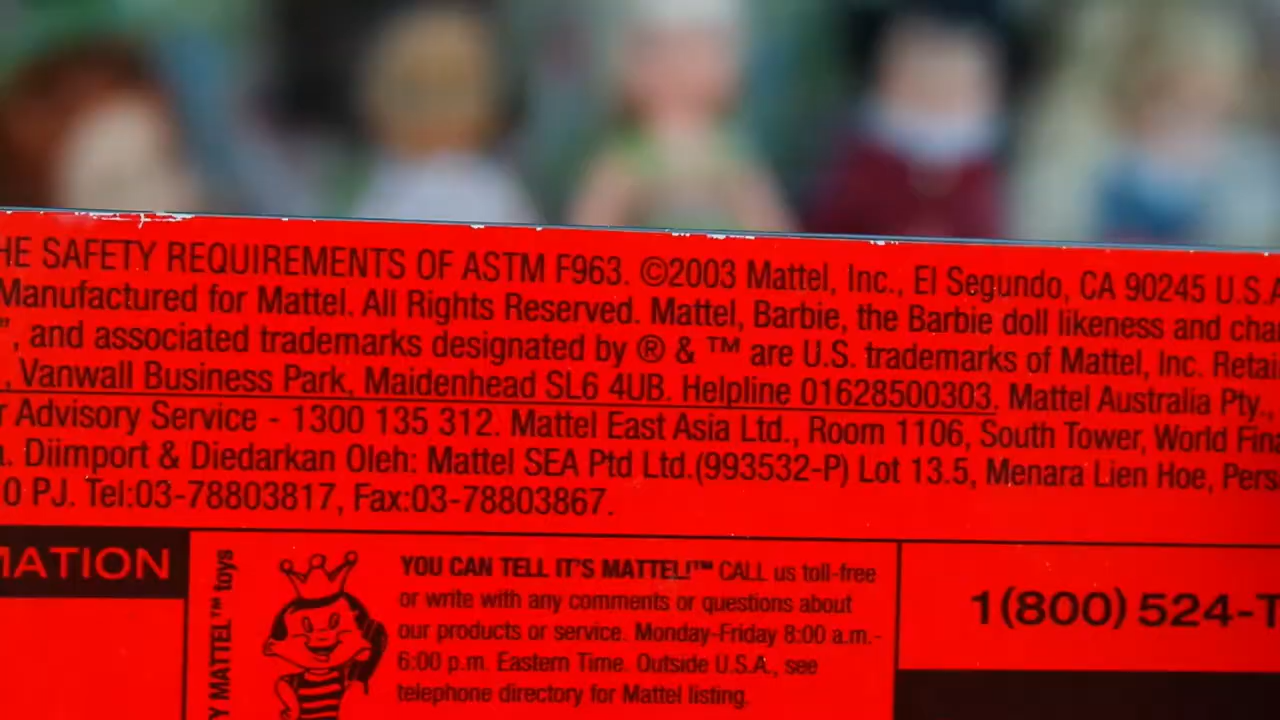 HE SAFETY REQUIREMENTS OF ASTM F963. ©2003 Mattel, Inc., El Segundo, CA 90245 U.S.A
Manufactured for Mattel. All Rights Reserved. Mattel, Barbie, the Barbie doll likeness and cha
", and associated trademarks designated by ® & ™ are U.S. trademarks of Mattel, Inc. Retai
, Vanwall Business Park, Maidenhead SL6 4UB. Helpline 01628500303. Mattel Australia Pty.,
r Advisory Service - 1300 135 312. Mattel East Asia Ltd., Room 1106, South Tower, World Fin
. Diimport & Diedarkan Oleh: Mattel SEA Ptd Ltd.(993532-P) Lot 13.5, Menara Lien Hoe, Pers
0 PJ. Tel:03-78803817, Fax:03-78803867.
MATION
Y MATTEL™ toys
YOU CAN TELL IT'S MATTEL!™ CALL us toll-free
or write with any comments or questions about
our products or service. Monday-Friday 8:00 a.m.-
6:00 p.m. Eastern Time. Outside U.S.A., see
telephone directory for Mattel listing.
1(800) 524-T